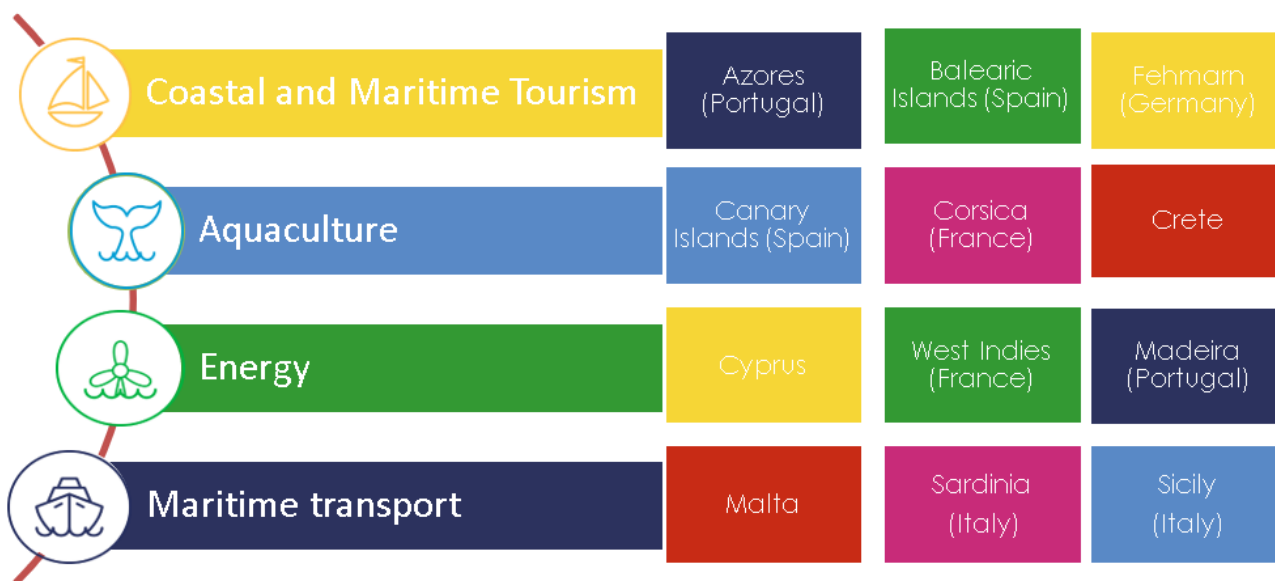 Coastal and Maritime Tourism
Azores
(Portugal)
Balearic
Islands (Spain)
Fehmarn
(Germany)
Aquaculture
Canary
Islands (Spain)
Corsica
(France)
Crete
Energy
Cyprus
West Indies
(France)
Madeira
(Portugal)
Maritime transport
Malta
Sardinia
(Italy)
Sicily
(Italy)